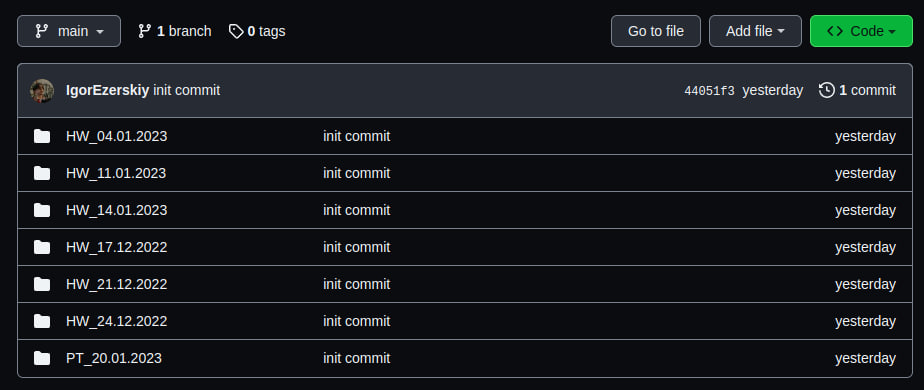 main 1 branch 0 tags Go to file Add file Code
IgorEzerskiy init commit 44051f3 yesterday 1 commit
HW_04.01.2023 init commit yesterday
HW_11.01.2023 init commit yesterday
HW_14.01.2023 init commit yesterday
HW_17.12.2022 init commit yesterday
HW_21.12.2022 init commit yesterday
HW_24.12.2022 init commit yesterday
PT_20.01.2023 init commit yesterday